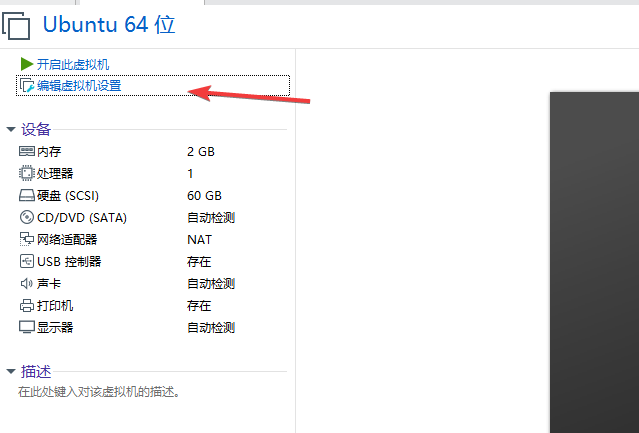 Ubuntu 64 位
开启此虚拟机
编辑虚拟机设置
设备
内存 2 GB
处理器 1
硬盘 (SCSI) 60 GB
CD/DVD (SATA) 自动检测
网络适配器 NAT
USB 控制器 存在
声卡 自动检测
打印机 存在
显示器 自动检测
描述
在此处键入对该虚拟机的描述。